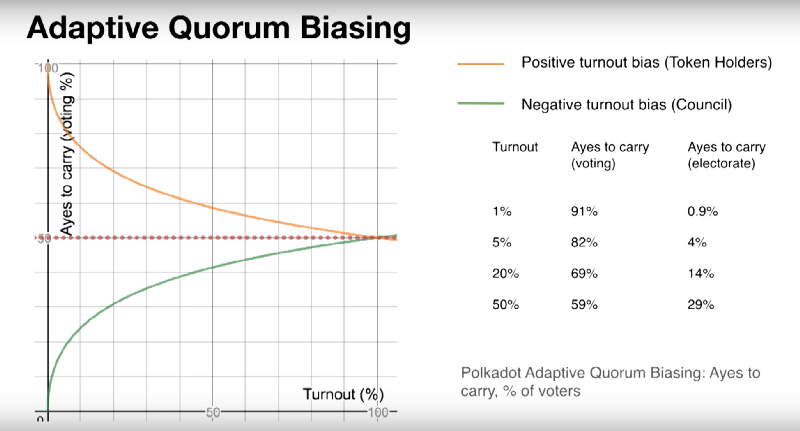 Adaptive Quorum Biasing
100
Ayes to carry (voting %)
50
Turnout (%)
0
50
100
Positive turnout bias (Token Holders)
Negative turnout bias (Council)
Turnout Ayes to carry (voting) Ayes to carry (electorate)
1% 91% 0.9%
5% 82% 4%
20% 69% 14%
50% 59% 29%
Polkadot Adaptive Quorum Biasing: Ayes to
carry, % of voters